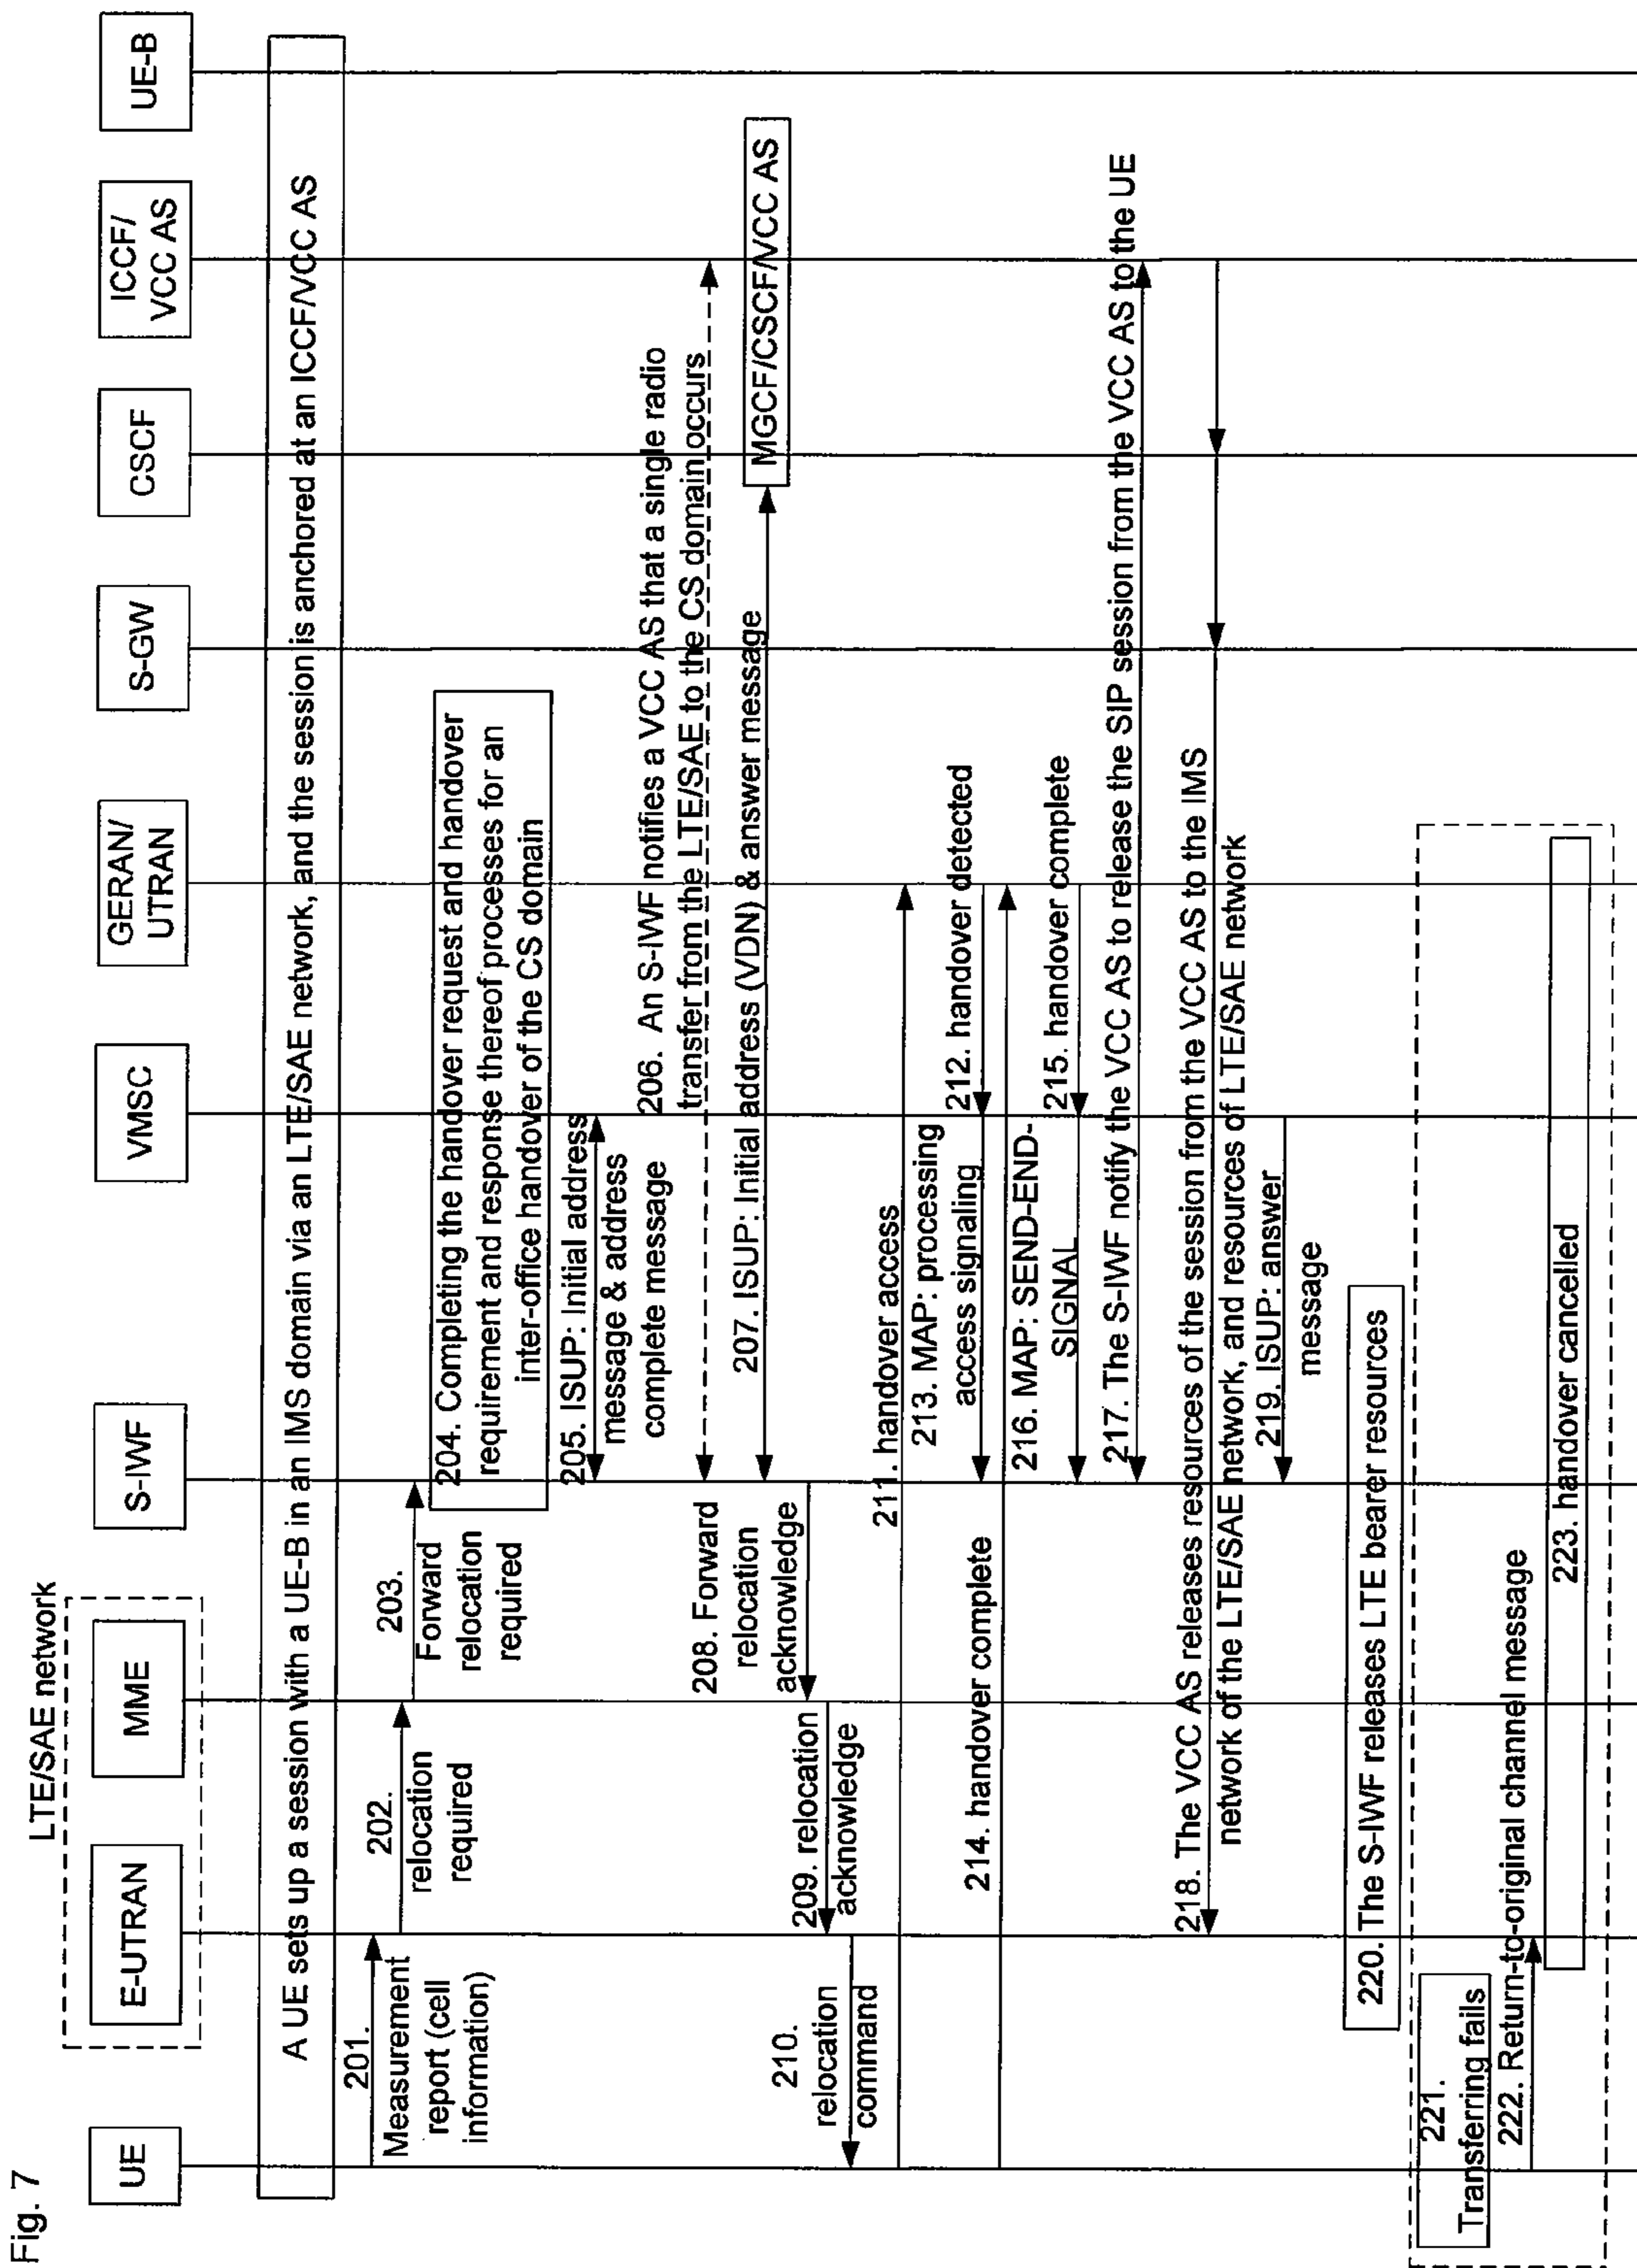 Fig. 7
LTE/SAE network
UE
E-UTRAN
MME
S-IWF
VMSC
GERAN/
UTRAN
S-GW
CSCF
ICCF/
VCC AS
UE-B
A UE sets up a session with a UE-B in an IMS domain via an LTE/SAE network, and the session is anchored at an ICCF/VCC AS
201.
Measurement
report (cell
information)
202.
relocation
required
203.
Forward
relocation
required
204. Completing the handover request and handover
requirement and response thereof processes for an
inter-office handover of the CS domain
205. ISUP: Initial address
message & address
complete message
206. An S-IWF notifies a VCC AS that a single radio
transfer from the LTE/SAE to the CS domain occurs
207. ISUP: Initial address (VDN) & answer message
MGCF/CSCF/VCC AS
208. Forward
relocation
acknowledge
209. relocation
acknowledge
210.
relocation
command
211. handover access
212. handover detected
213. MAP: processing
access signaling
214. handover complete
215. handover complete
216. MAP: SEND-END-
SIGNAL
217. The S-IWF notify the VCC AS to release the SIP session from the VCC AS to the UE
218. The VCC AS releases resources of the session from the VCC AS to the IMS
network of the LTE/SAE network, and resources of LTE/SAE network
219. ISUP: answer
message
220. The S-IWF releases LTE bearer resources
221.
Transferring fails
222. Return-to-original channel message
223. handover cancelled